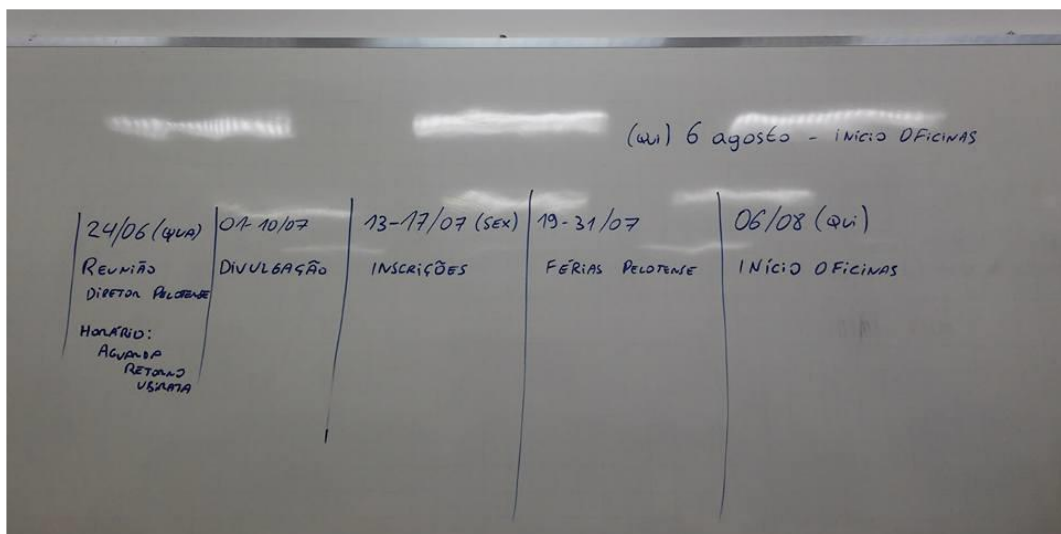 (QUI) 6 agosto - INÍCIO OFICINAS
24/06 (QUA)
REUNIÃO
DIRETOR PELOTENSE
HORÁRIO:
AGUARDA
RETORNO
UBIRATA
01-10/07
DIVULGAÇÃO
13-17/07 (SEX)
INSCRIÇÕES
19-31/07
FÉRIAS PELOTENSE
06/08 (QUI)
INÍCIO OFICINAS